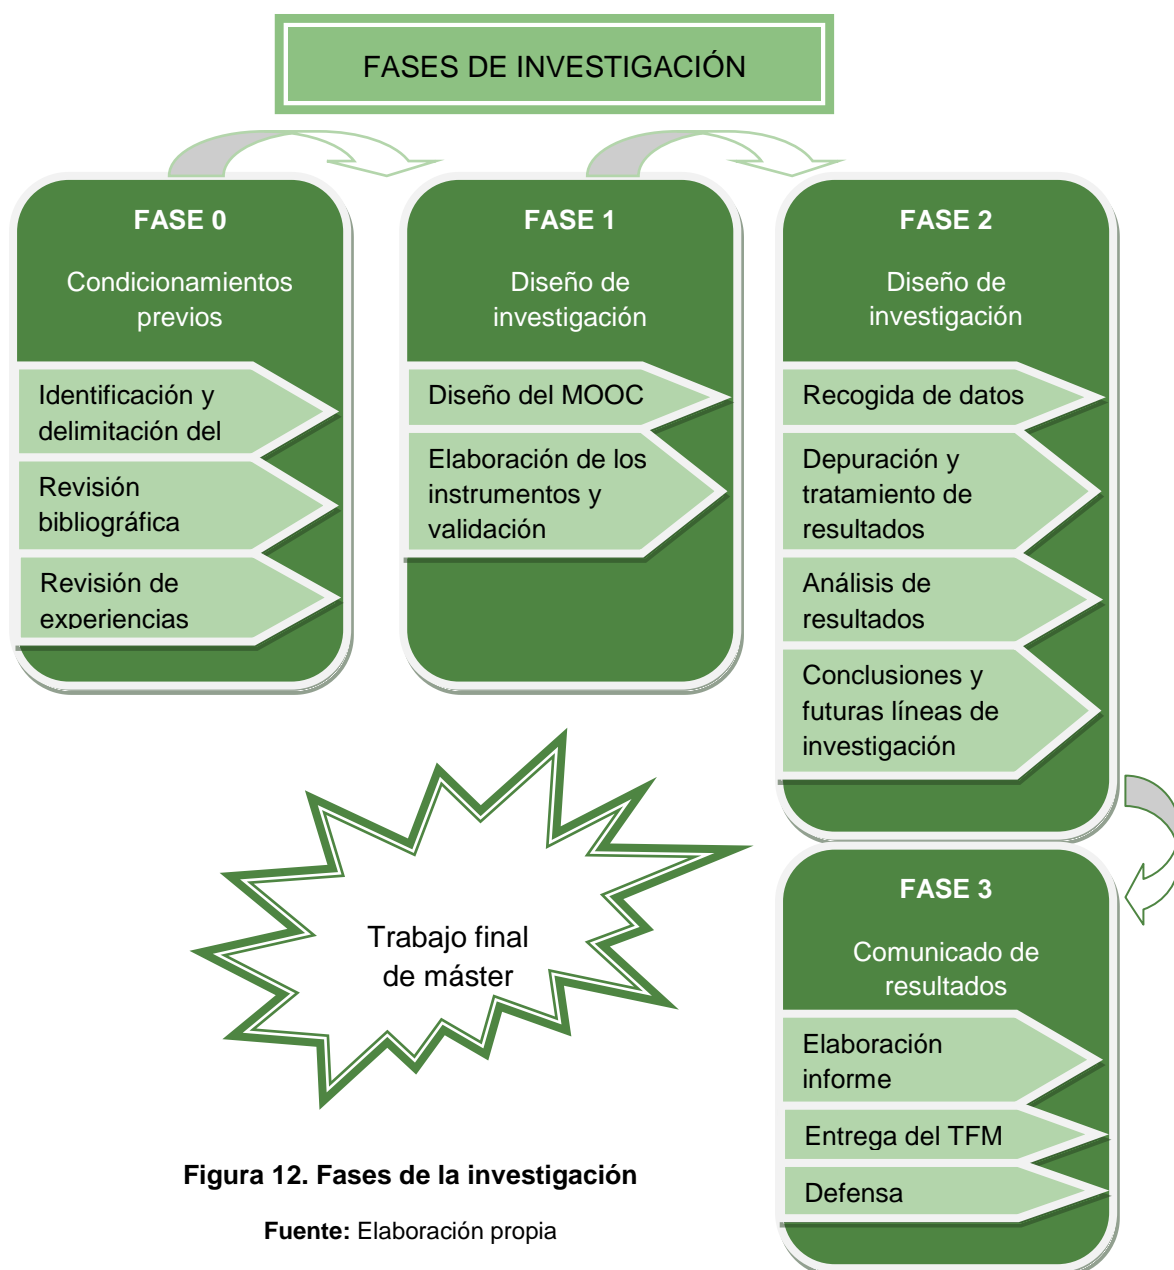 FASES DE INVESTIGACIÓN
FASE 0
Condicionamientos
previos
Identificación y
delimitación del
Revisión
bibliográfica
Revisión de
experiencias
FASE 1
Diseño de
investigación
Diseño del MOOC
Elaboración de los
instrumentos y
validación
FASE 2
Diseño de
investigación
Recogida de datos
Depuración y
tratamiento de
resultados
Análisis de
resultados
Conclusiones y
futuras líneas de
investigación
FASE 3
Comunicado de
resultados
Elaboración
informe
Entrega del TFM
Defensa
Trabajo final
de máster
Figura 12. Fases de la investigación
Fuente: Elaboración propia